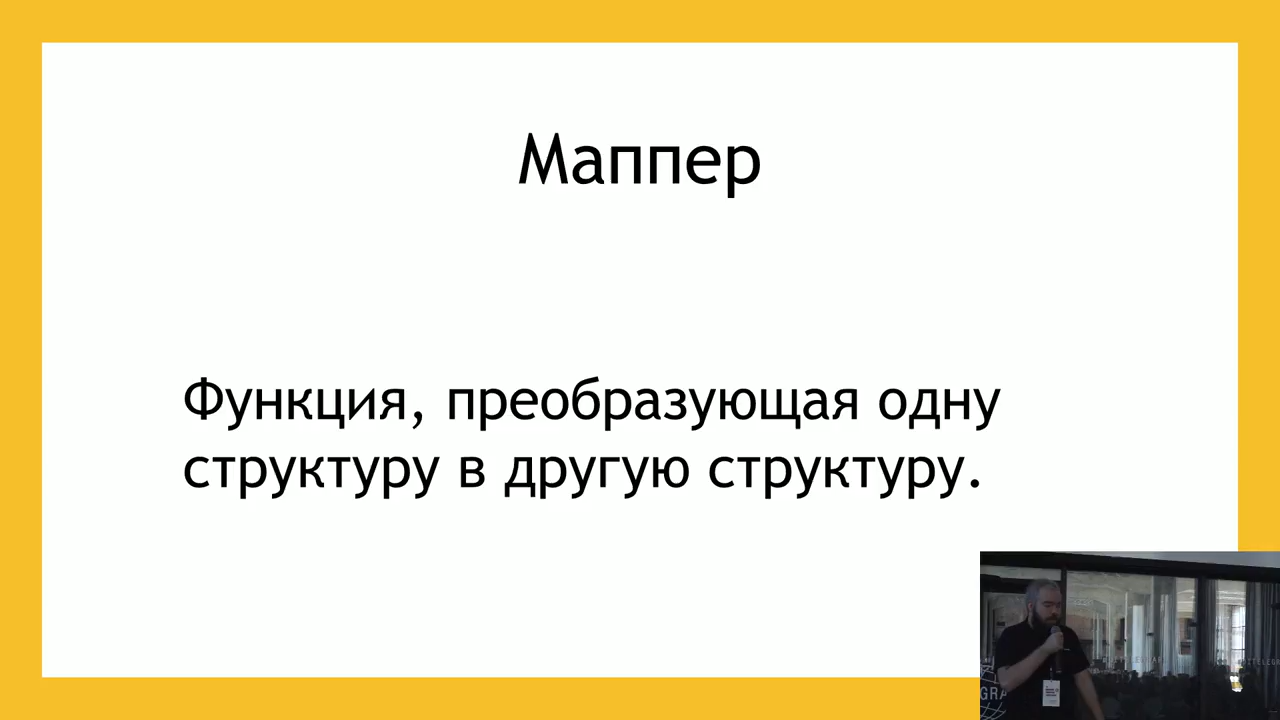 Маппер
Функция, преобразующая одну
структуру в другую структуру.